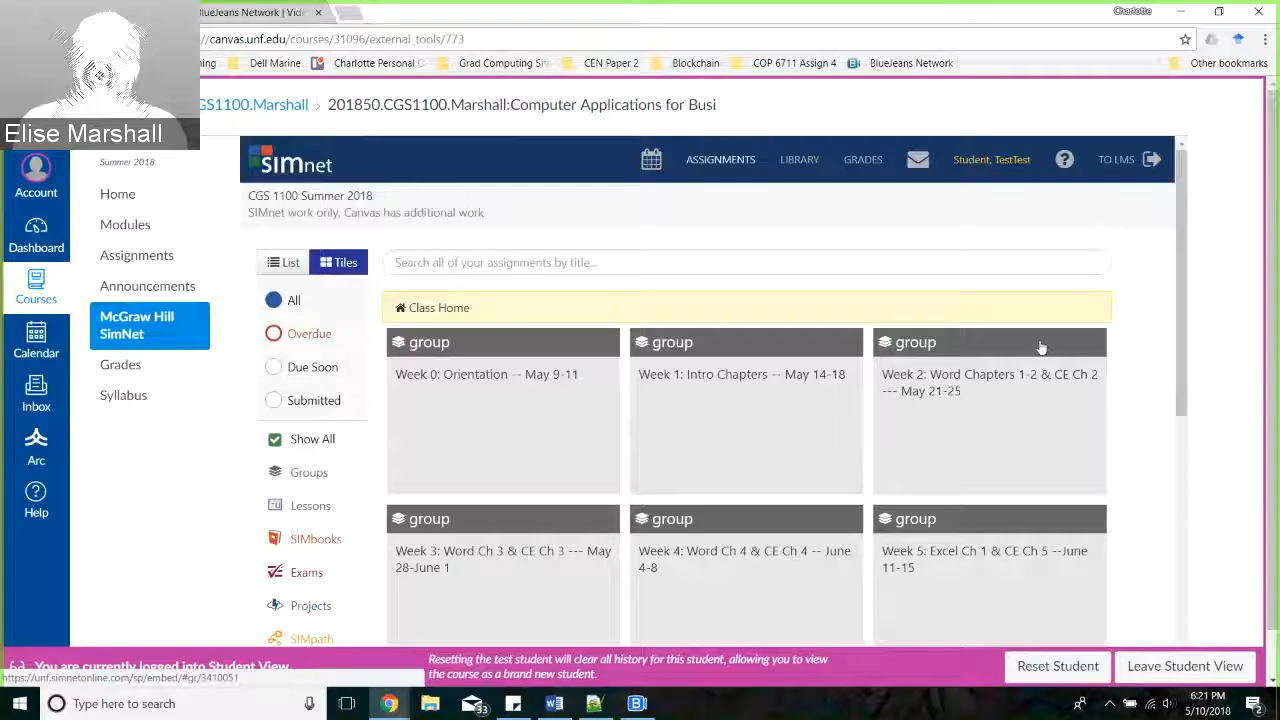 BlueJeans Network | Vide
Charlotte
//canvas.unf.edu/courses/31096/external_tools/773
ning
Dell Marine
Charlotte Personal C
Grad Computing Sit
CEN Paper 2
Blockchain
COP 6711 Assign 4
BlueJeans Network
Other bookmarks
Elise Marshall
GS1100.Marshall › 201850.CGS1100.Marshall:Computer Applications for Busi
Account
Dashboard
Courses
Calendar
Inbox
Arc
Help
Summer 2018
Home
Modules
Assignments
Announcements
McGraw Hill
SimNet
Grades
Syllabus
SIMnet
ASSIGNMENTS
LIBRARY
GRADES
Student, TestTest
TO LMS
CGS 1100 Summer 2018
SIMnet work only, Canvas has additional work
List
Tiles
Search all of your assignments by title...
All
Overdue
Due Soon
Submitted
Show All
Groups
Lessons
SIMbooks
Exams
Projects
SIMpath
Class Home
group
Week 0: Orientation -- May 9-11
group
Week 1: Intro Chapters -- May 14-18
group
Week 2: Word Chapters 1-2 & CE Ch 2
--- May 21-25
group
Week 3: Word Ch 3 & CE Ch 3 --- May
28-June 1
group
Week 4: Word Ch 4 & CE Ch 4 -- June
4-8
group
Week 5: Excel Ch 1 & CE Ch 5 --June
11-15
You are currently logged into Student View
Resetting the test student will clear all history for this student, allowing you to view
the course as a brand new student.
Reset Student
Leave Student View
https://unf.simnetonline.com/sp/embed/#gr/3410051
Type here to search
33
6:21 PM
5/10/2018
2